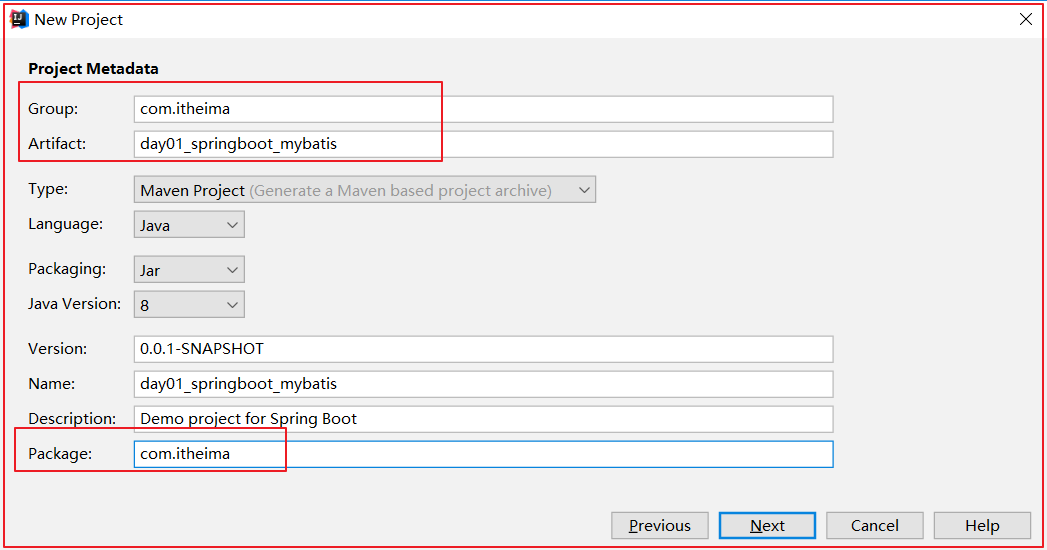 New Project
Project Metadata
Group: com.itheima
Artifact: day01_springboot_mybatis
Type: Maven Project (Generate a Maven based project archive)
Language: Java
Packaging: Jar
Java Version: 8
Version: 0.0.1-SNAPSHOT
Name: day01_springboot_mybatis
Description: Demo project for Spring Boot
Package: com.itheima
Previous Next Cancel Help